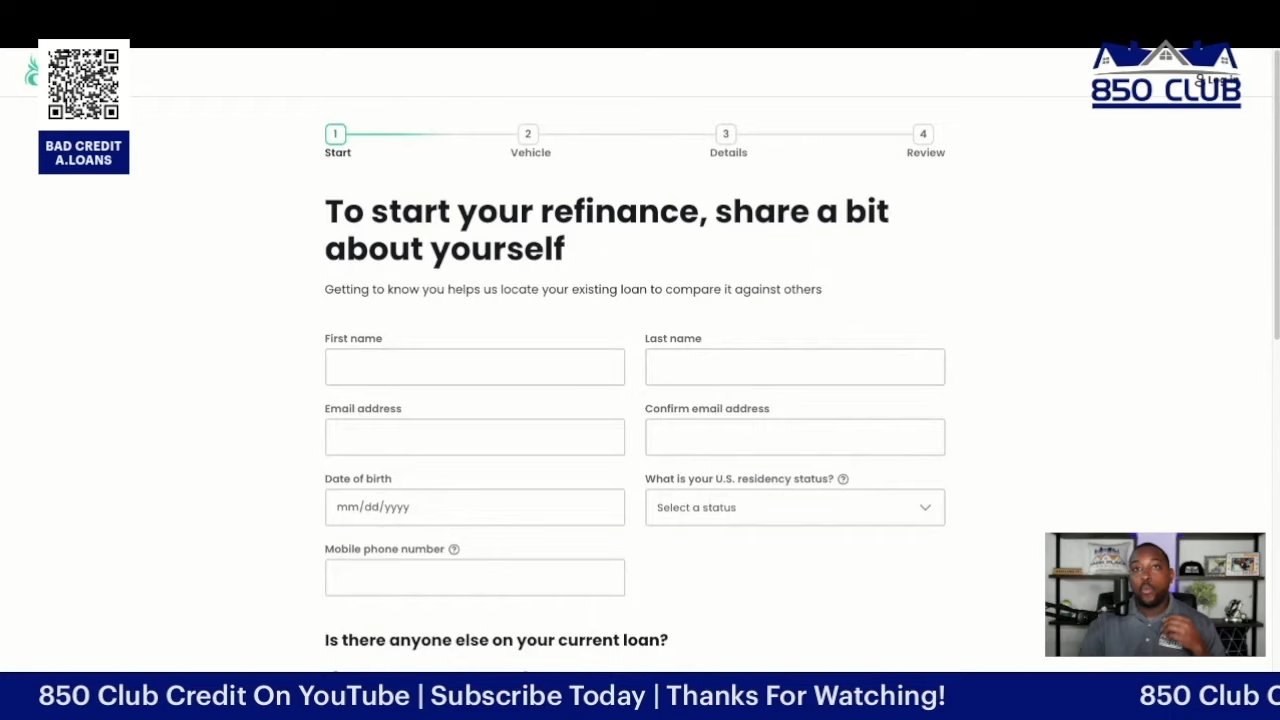 BAD CREDIT
A.LOANS
850 CLUB
1
Start
2
Vehicle
3
Details
4
Review
To start your refinance, share a bit
about yourself
Getting to know you helps us locate your existing loan to compare it against others
First name
Last name
Email address
Confirm email address
Date of birth
mm/dd/yyyy
What is your U.S. residency status?
Select a status
Mobile phone number
Is there anyone else on your current loan?
850 Club Credit On YouTube | Subscribe Today | Thanks For Watching!
850 Club